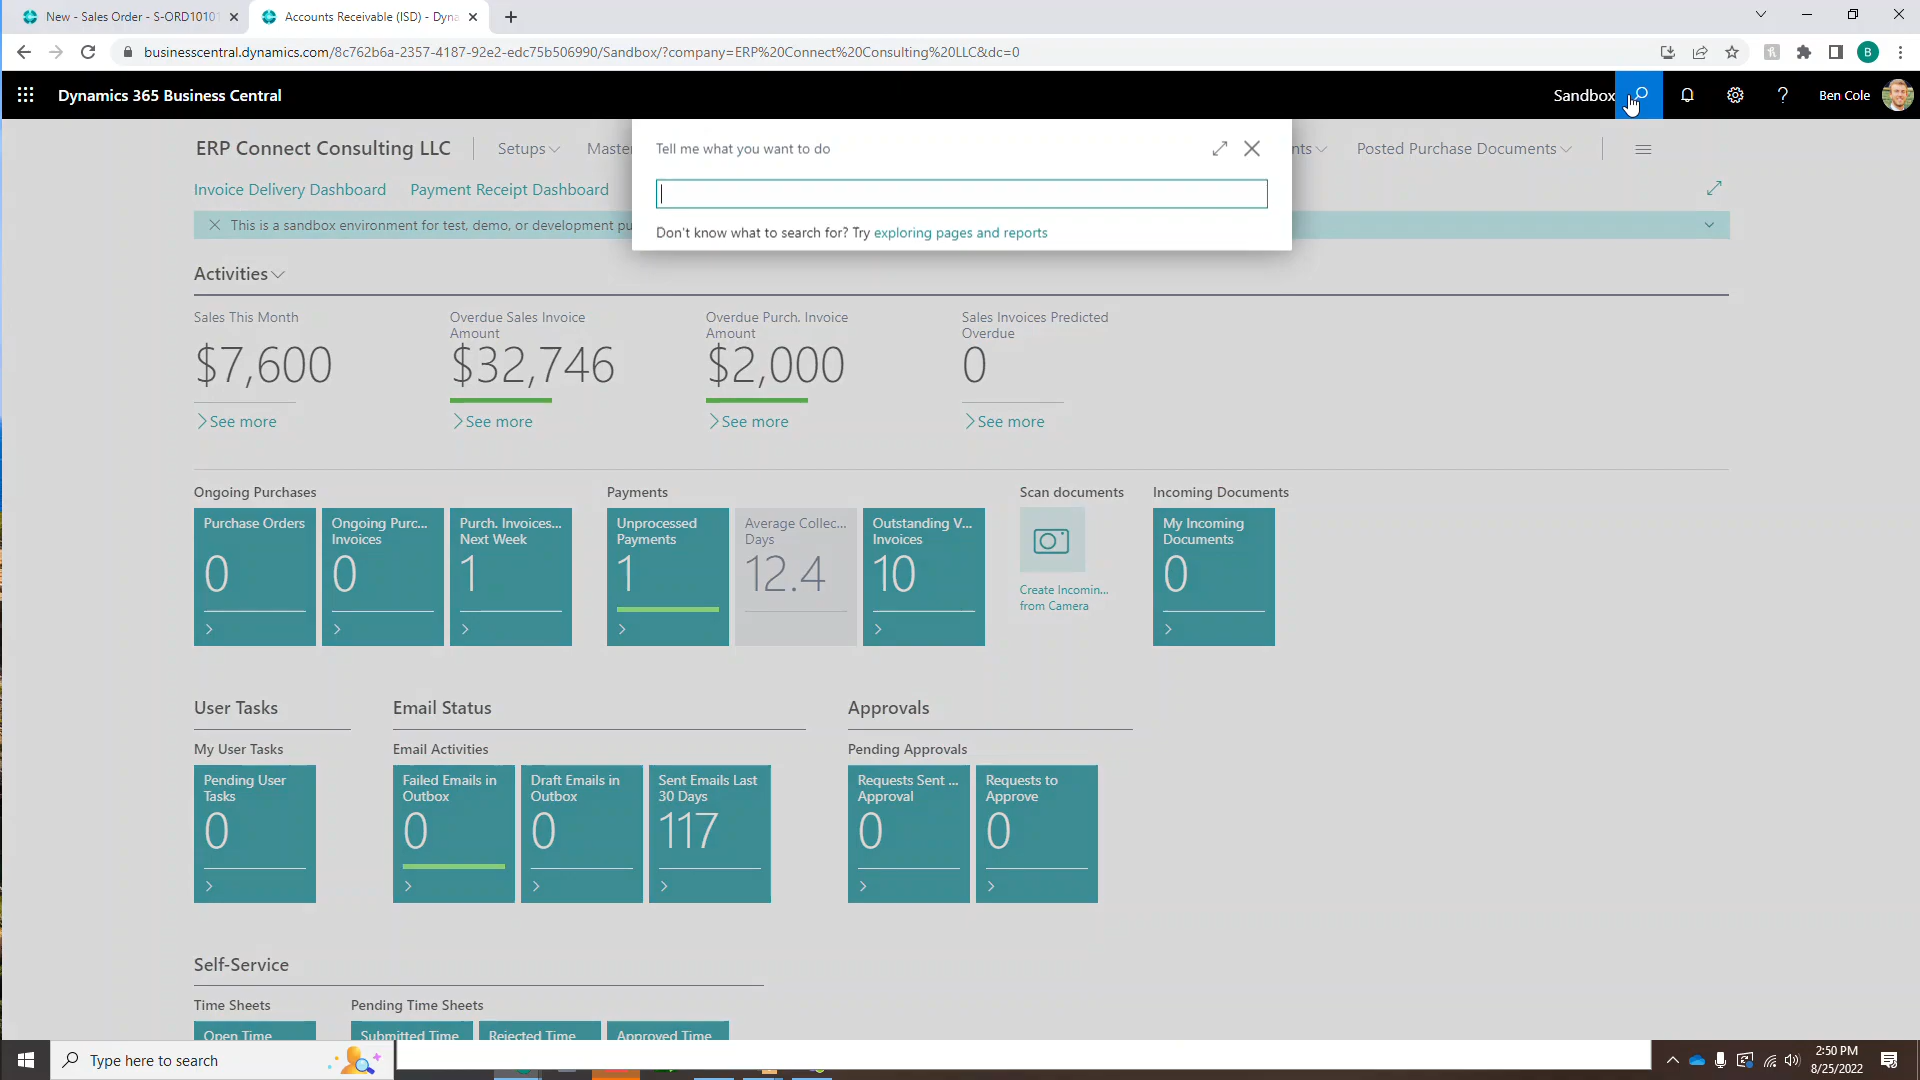 New - Sales Order - S-ORD10101
Accounts Receivable (ISD) - Dyna
businesscentral.dynamics.com/8c762b6a-2357-4187-92e2-edc75b506990/Sandbox/?company=ERP%20Connect%20Consulting%20LLC&dc=0
B
Dynamics 365 Business Central
Sandbox
?
Ben Cole
ERP Connect Consulting LLC
Setups
Master
Tell me what you want to do
nts
Posted Purchase Documents
Invoice Delivery Dashboard
Payment Receipt Dashboard
This is a sandbox environment for test, demo, or development pu
Don't know what to search for? Try exploring pages and reports
Activities
Sales This Month
$7,600
See more
Overdue Sales Invoice
Amount
$32,746
See more
Overdue Purch. Invoice
Amount
$2,000
See more
Sales Invoices Predicted
Overdue
0
See more
Ongoing Purchases
Purchase Orders
0
Ongoing Purc...
Invoices
0
Purch. Invoices...
Next Week
1
Payments
Unprocessed
Payments
1
Average Collec...
Days
12.4
Outstanding V...
Invoices
10
Scan documents
Create Incomin...
from Camera
Incoming Documents
My Incoming
Documents
0
User Tasks
My User Tasks
Pending User
Tasks
0
Email Status
Email Activities
Failed Emails in
Outbox
0
Draft Emails in
Outbox
0
Sent Emails Last
30 Days
117
Approvals
Pending Approvals
Requests Sent ...
Approval
0
Requests to
Approve
0
Self-Service
Time Sheets
Open Time
Pending Time Sheets
Submitted Time
Rejected Time
Approved Time
Type here to search
2:50 PM
8/25/2022